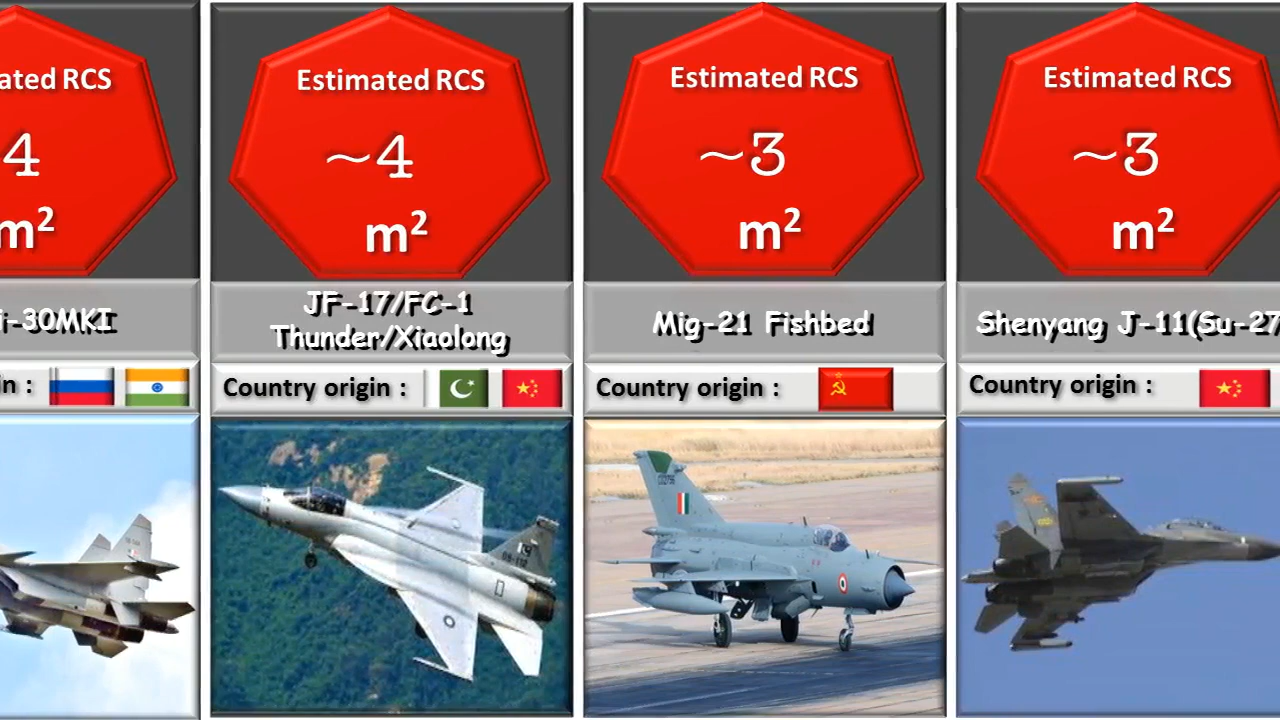 ated RCS
4
m²
i-30MKI
in :
Estimated RCS
~4
m²
JF-17/FC-1
Thunder/Xiaolong
Country origin :
Estimated RCS
~3
m²
Mig-21 Fishbed
Country origin :
Estimated RCS
~3
m²
Shenyang J-11(Su-27
Country origin :